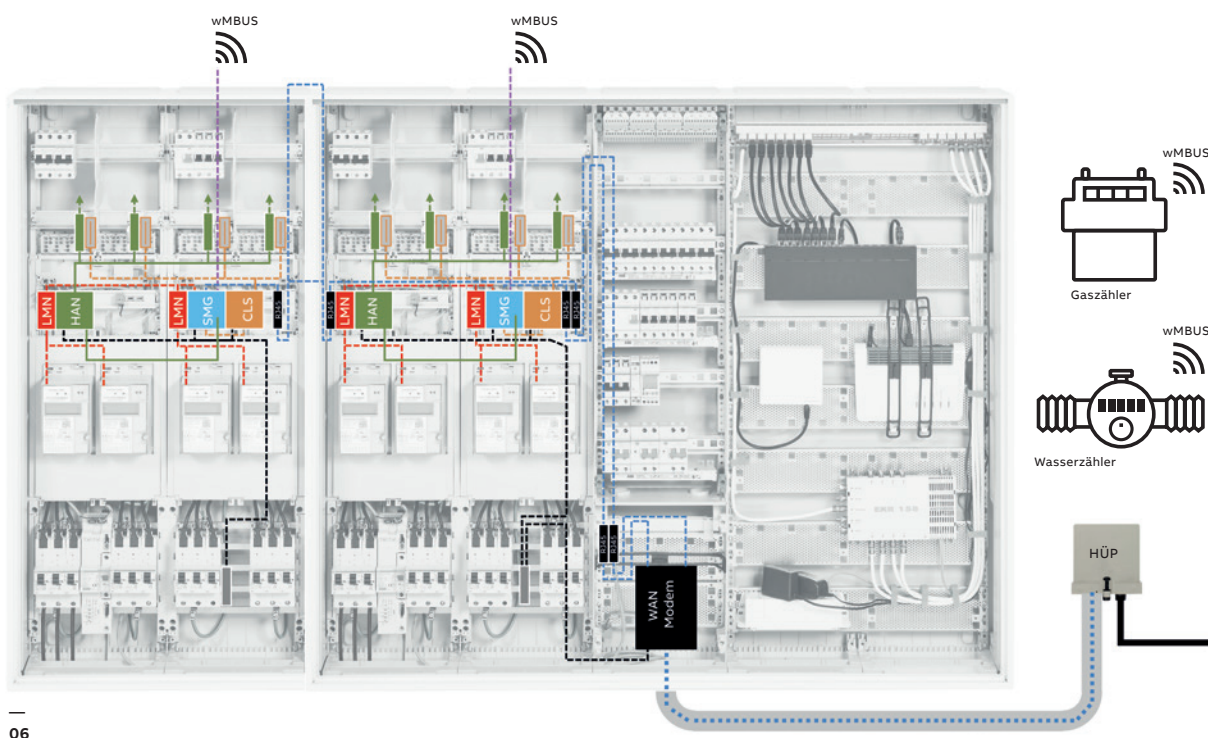 wMBUS
wMBUS
wMBUS
Gaszähler
LMN
HAN
LMN
SMG
CLS
RJ45
RJ45
LMN
HAN
LMN
SMG
CLS
RJ45
RJ45
wMBUS
Wasserzähler
RJ45
RJ45
HÜP
WAN
Modem
—
06